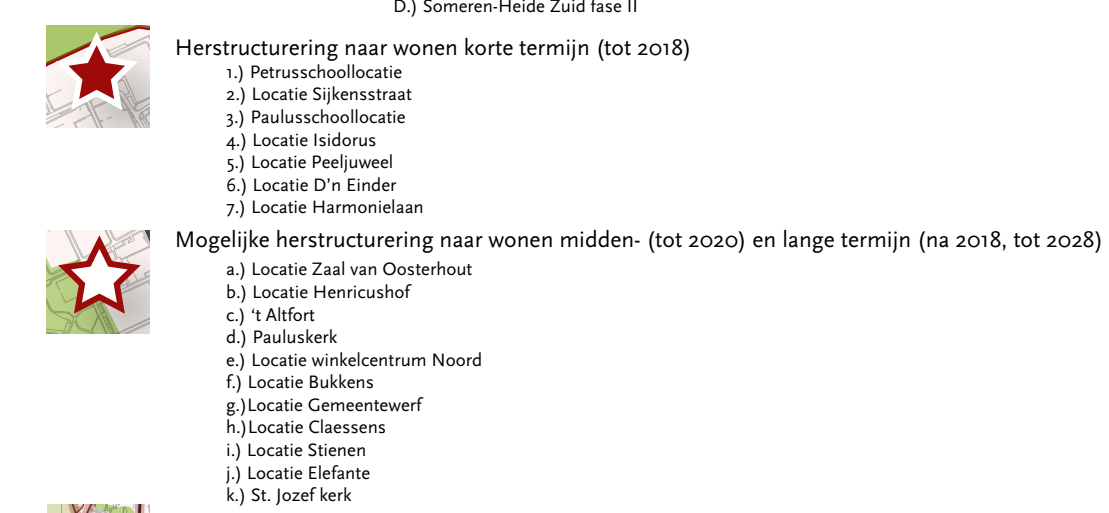 D.) Someren-Heide Zuid fase II
Herstructurering naar wonen korte termijn (tot 2018)
1.) Petrusschoollocatie
2.) Locatie Sijkensstraat
3.) Paulusschoollocatie
4.) Locatie Isidorus
5.) Locatie Peeljuweel
6.) Locatie D’n Einder
7.) Locatie Harmonielaan
Mogelijke herstructurering naar wonen midden- (tot 2020) en lange termijn (na 2018, tot 2028)
a.) Locatie Zaal van Oosterhout
b.) Locatie Henricushof
c.) ‘t Altfort
d.) Pauluskerk
e.) Locatie winkelcentrum Noord
f.) Locatie Bukkens
g.)Locatie Gemeentewerf
h.)Locatie Claessens
i.) Locatie Stienen
j.) Locatie Elefante
k.) St. Jozef kerk